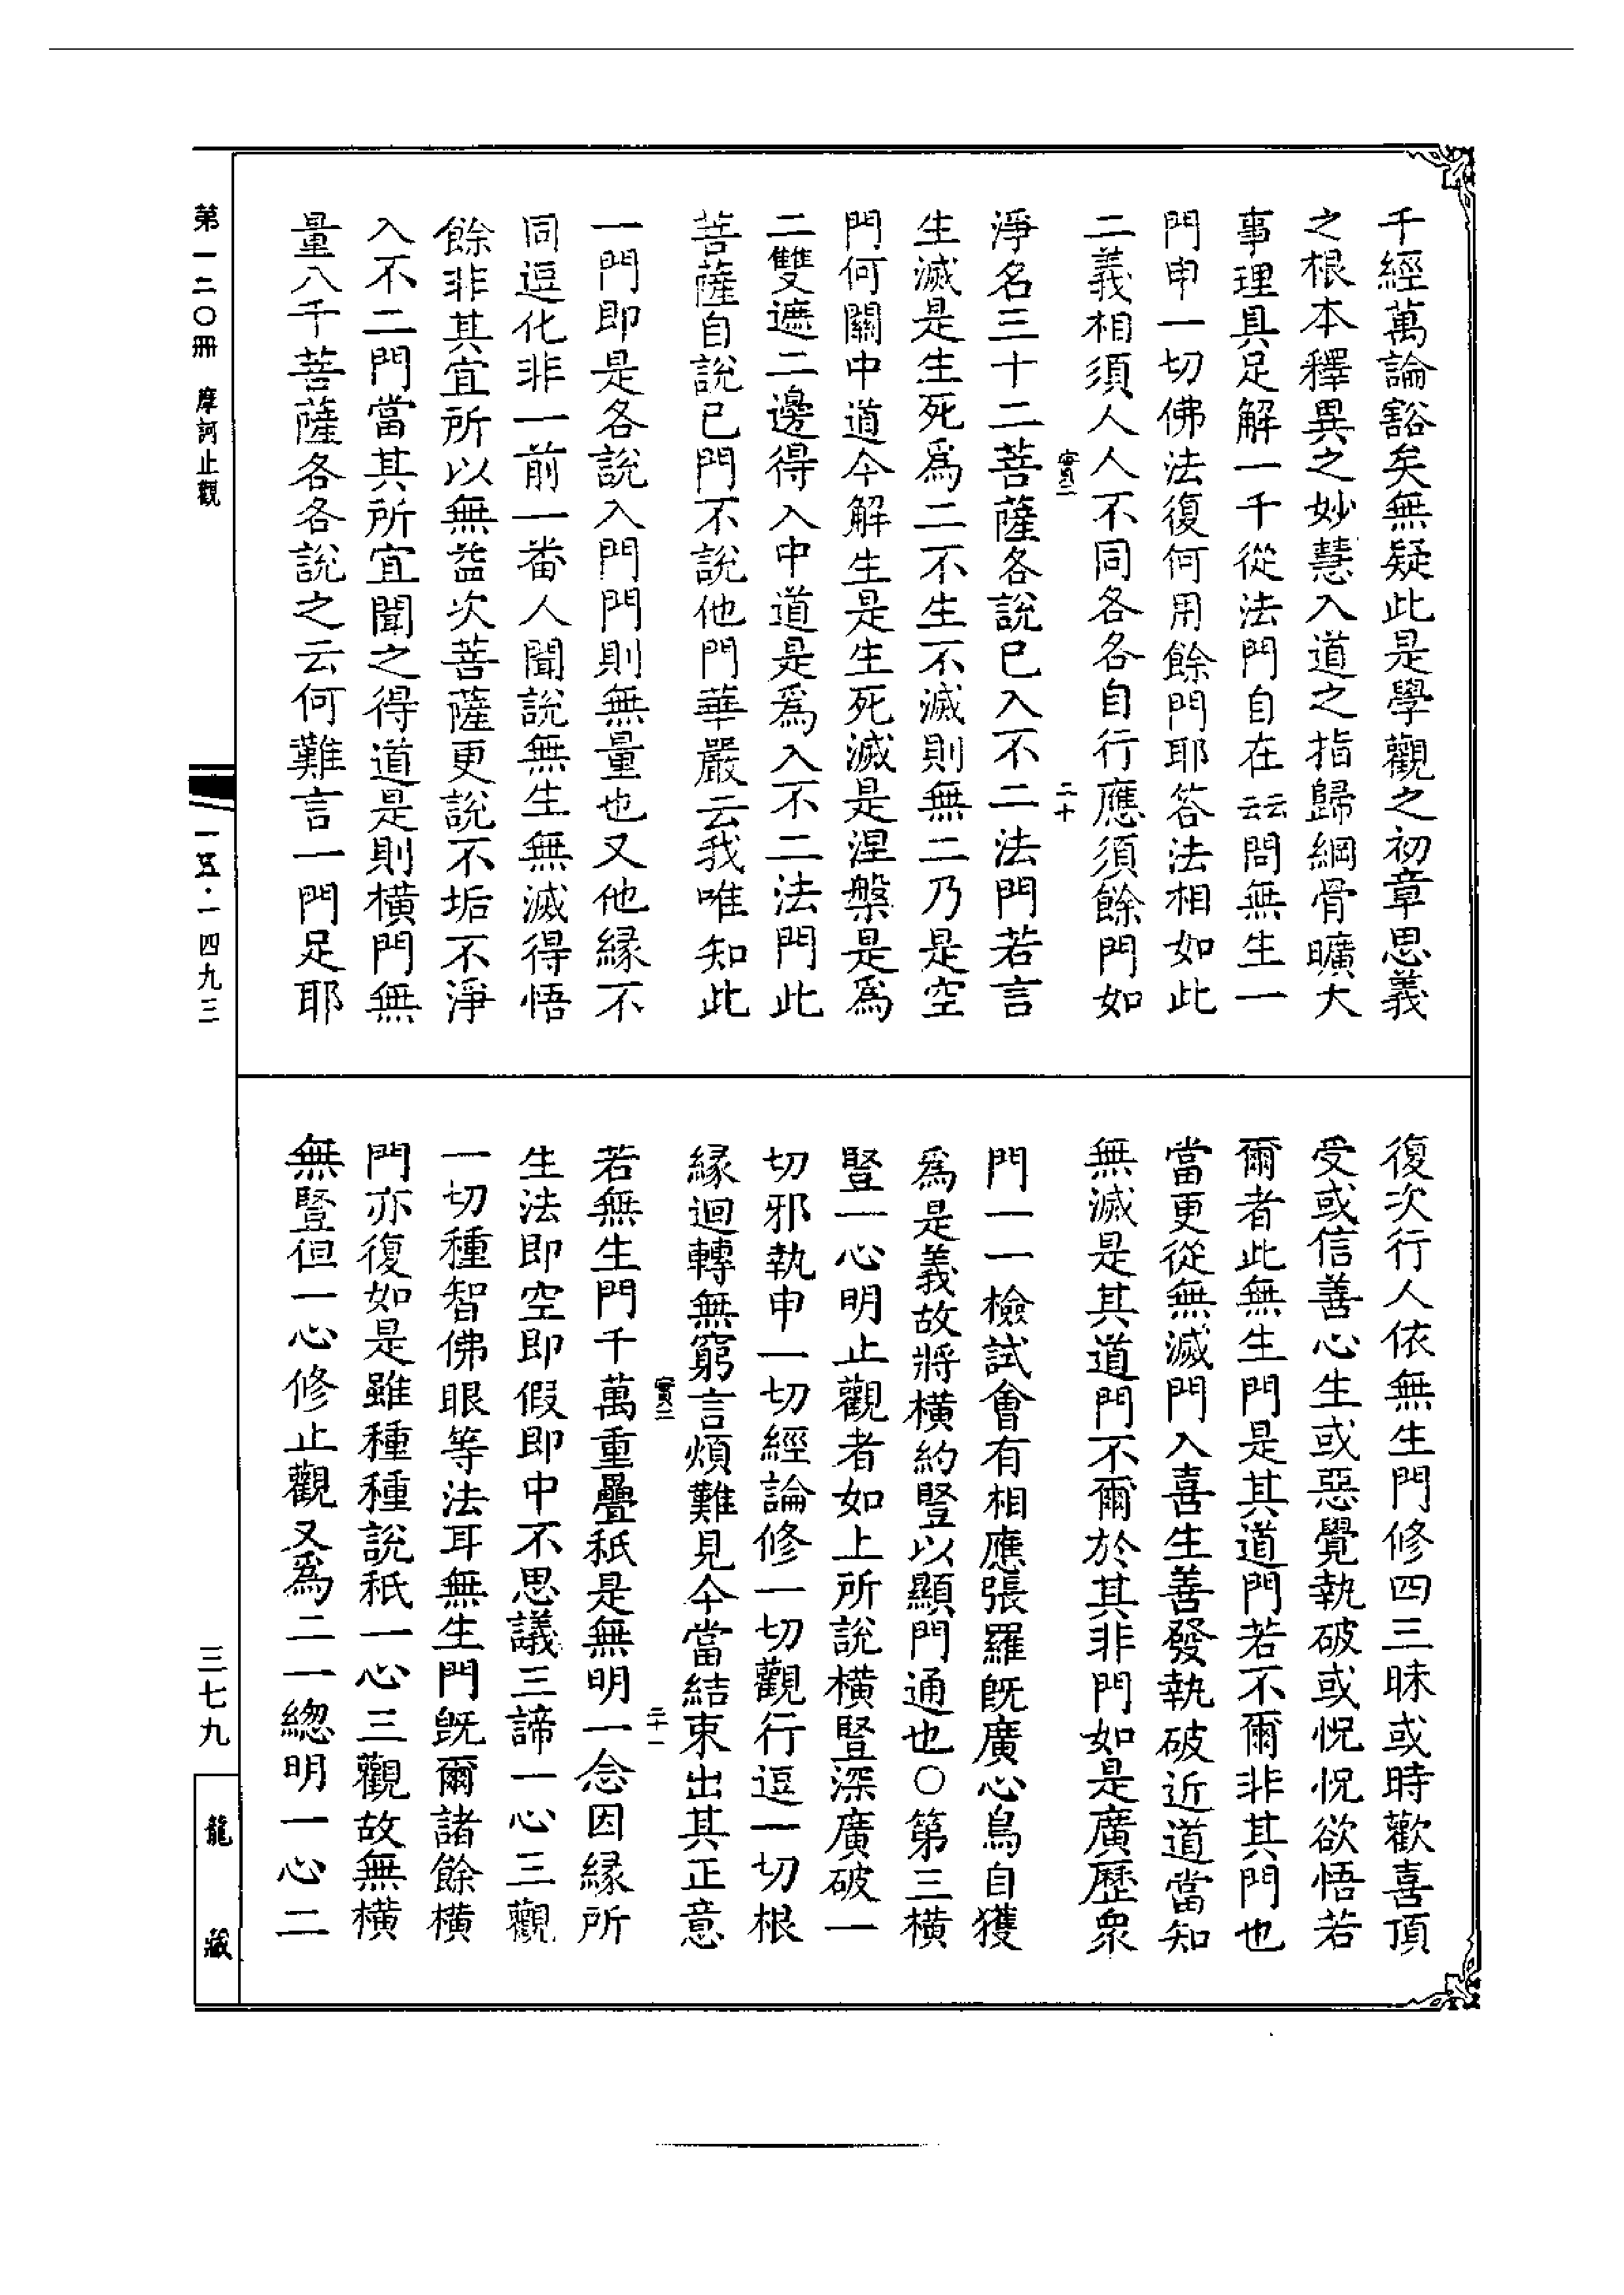 千經萬論豁矣無疑此是學觀之初章思義
之根本釋異之妙慧入道之指歸綱骨曠大
事理具足解一千從法門自在云云問無生一
門申一切佛法復何用餘門耶答法相如此
二義相須人人不同各各自行應須餘門如
實二
二十
淨名三十二菩薩各說已入不二法門若言
生滅是生死爲二不生不滅則無二乃是空
門何關中道今解生是生死滅是涅槃是爲
二雙遮二邊得入中道是爲入不二法門此
菩薩自說已門不說他門華嚴云我唯知此
一門即是各說入門門則無量也又他緣不
同逗化非一前一番人聞說無生無滅得悟
餘非其宜所以無益次菩薩更說不垢不淨
入不二門當其所宜聞之得道是則橫門無
量八千菩薩各各說之云何難言一門足耶
復次行人依無生門修四三昧或時歡喜頂
受或信善心生或惡覺執破或怳怳欲悟若
爾者此無生門是其道門若不爾非其門也
當更從無滅門入喜生善發執破近道當知
無滅是其道門不爾於其非門如是廣歷衆
門一一檢試會有相應張羅旣廣心鳥自獲
爲是義故將橫約豎以顯門通也○第三橫
豎一心明止觀者如上所說橫豎深廣破一
切邪執申一切經論修一切觀行逗一切根
緣迴轉無窮言煩難見今當結束出其正意
實二
二十一
若無生門千萬重疊秖是無明一念因緣所
生法即空即假即中不思議三諦一心三觀
一切種智佛眼等法耳無生門旣爾諸餘橫
門亦復如是雖種種說秖一心三觀故無橫
無豎但一心修止觀又爲二一總明一心二
第一二〇冊 摩訶止觀
一五·一四九三
三七九
龍藏